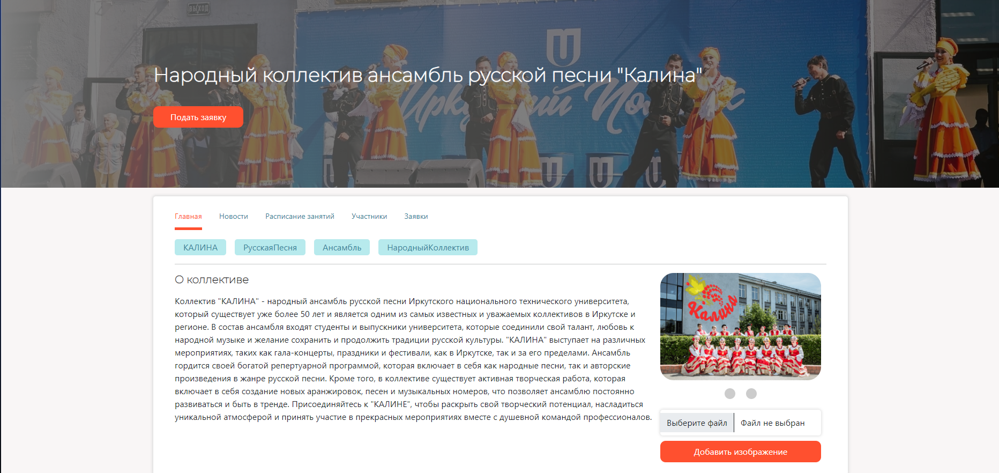 ВЫХОД
Народный коллектив ансамбль русской песни "Калина"
Подать заявку
Главная Новости Расписание занятий Участники Заявки
КАЛИНА РусскаяПесня Ансамбль НародныйКоллектив
О коллективе
Коллектив "КАЛИНА" - народный ансамбль русской песни Иркутского национального технического университета,
который существует уже более 50 лет и является одним из самых известных и уважаемых коллективов в Иркутске и
регионе. В состав ансамбля входят студенты и выпускники университета, которые соединили свой талант, любовь к
народной музыке и желание сохранить и продолжить традиции русской культуры. "КАЛИНА" выступает на различных
мероприятиях, таких как гала-концерты, праздники и фестивали, как в Иркутске, так и за его пределами. Ансамбль
гордится своей богатой репертуарной программой, которая включает в себя как народные песни, так и авторские
произведения в жанре русской песни. Кроме того, в коллективе существует активная творческая работа, которая
включает в себя создание новых аранжировок, песен и музыкальных номеров, что позволяет ансамблю постоянно
развиваться и быть в тренде. Присоединяйтесь к "КАЛИНЕ", чтобы раскрыть свой творческий потенциал, насладиться
уникальной атмосферой и принять участие в прекрасных мероприятиях вместе с душевной командой профессионалов.
Калина
Выберите файл Файл не выбран
Добавить изображение